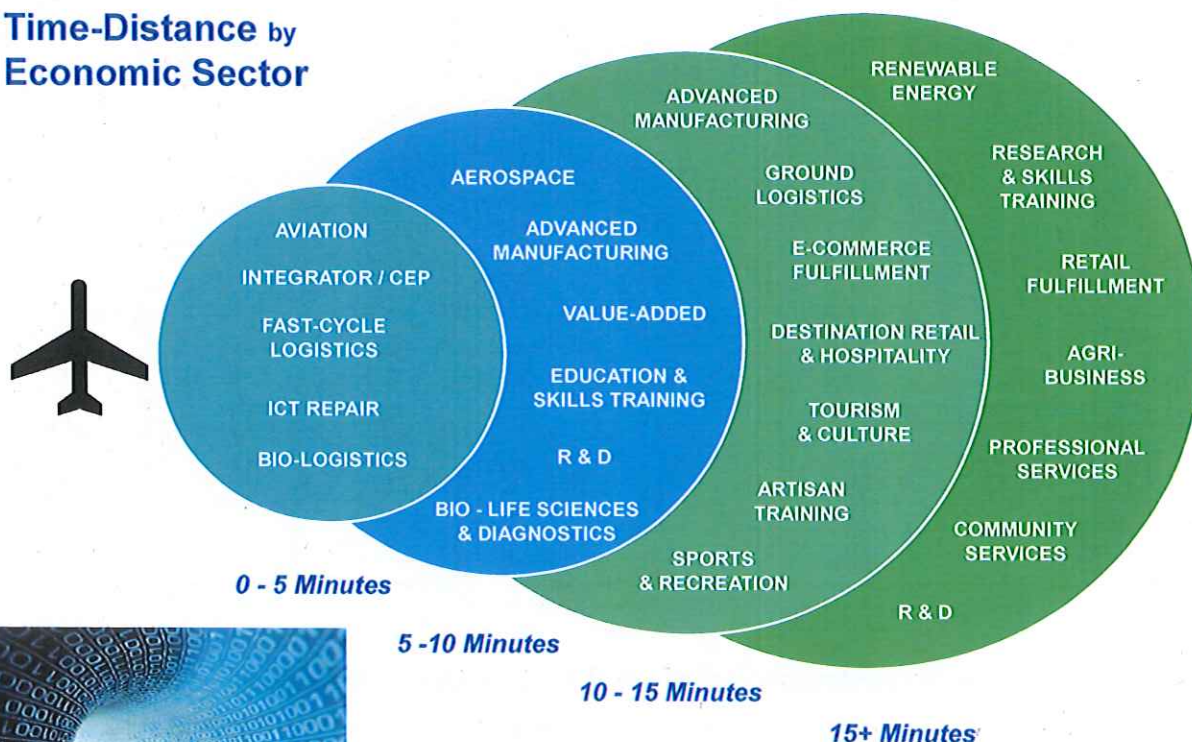 Time-Distance by
Economic Sector
AVIATION
INTEGRATOR / CEP
FAST-CYCLE
LOGISTICS
ICT REPAIR
BIO-LOGISTICS
0 - 5 Minutes
AEROSPACE
ADVANCED
MANUFACTURING
VALUE-ADDED
EDUCATION &
SKILLS TRAINING
R & D
BIO - LIFE SCIENCES
& DIAGNOSTICS
5 -10 Minutes
ADVANCED
MANUFACTURING
GROUND
LOGISTICS
E-COMMERCE
FULFILLMENT
DESTINATION RETAIL
& HOSPITALITY
TOURISM
& CULTURE
ARTISAN
TRAINING
SPORTS
& RECREATION
10 - 15 Minutes
RENEWABLE
ENERGY
RESEARCH
& SKILLS
TRAINING
RETAIL
FULFILLMENT
AGRI-
BUSINESS
PROFESSIONAL
SERVICES
COMMUNITY
SERVICES
R & D
15+ Minutes